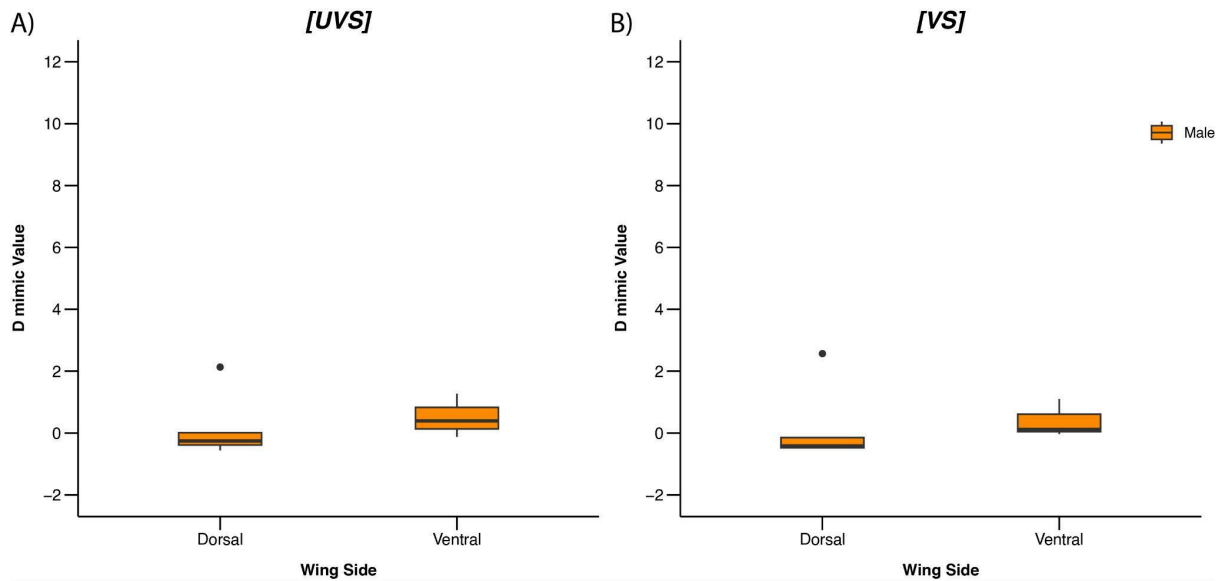 A)
[UVS]
12
10
8
6
4
2
0
−2
D mimic Value
Dorsal
Ventral
Wing Side
B)
[VS]
12
10
8
6
4
2
0
−2
D mimic Value
Dorsal
Ventral
Wing Side
Male